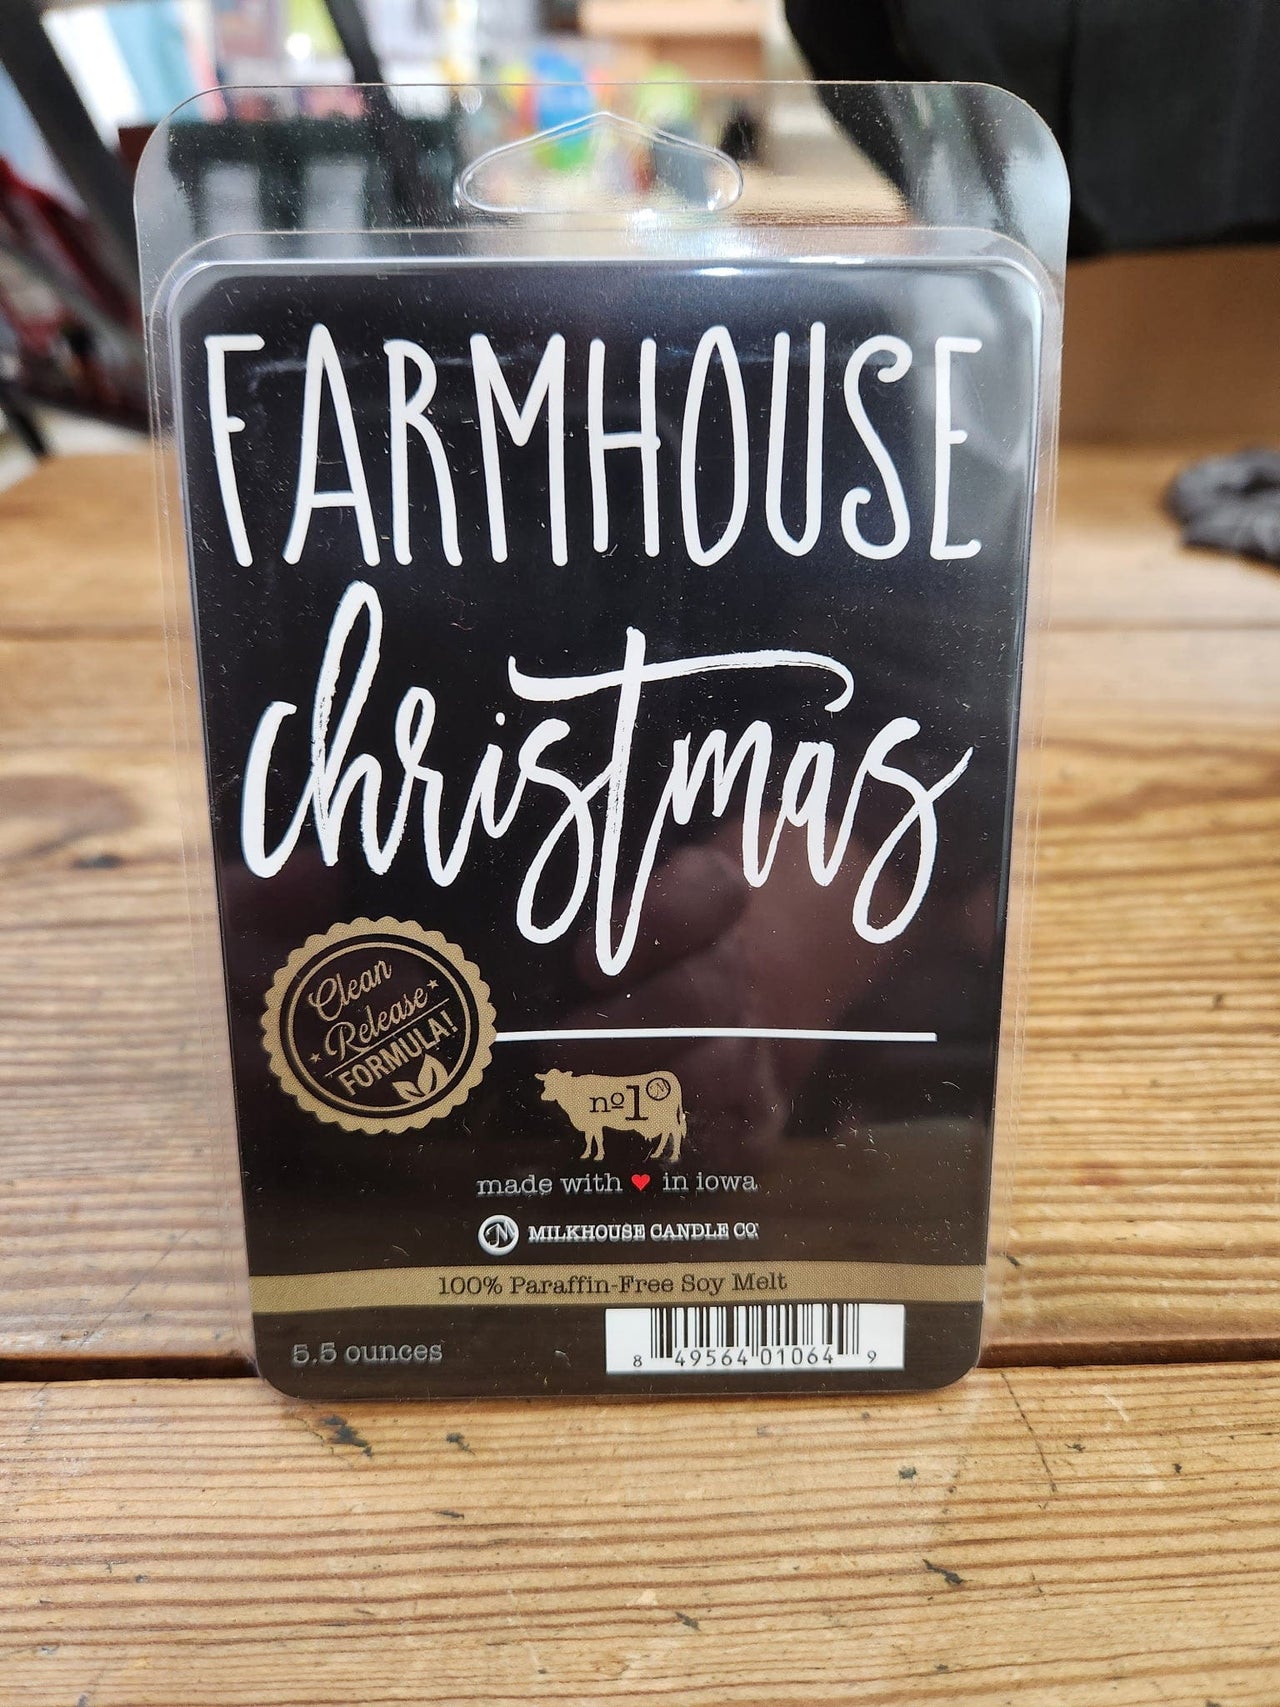 FARMHOUSE
christmas
Clean
Release
FORMULA!
nº1
made with ♥ in iowa
MILKHOUSE CANDLE CO.
100% Paraffin-Free Soy Melt
5.5 ounces
8 49564 01064 9